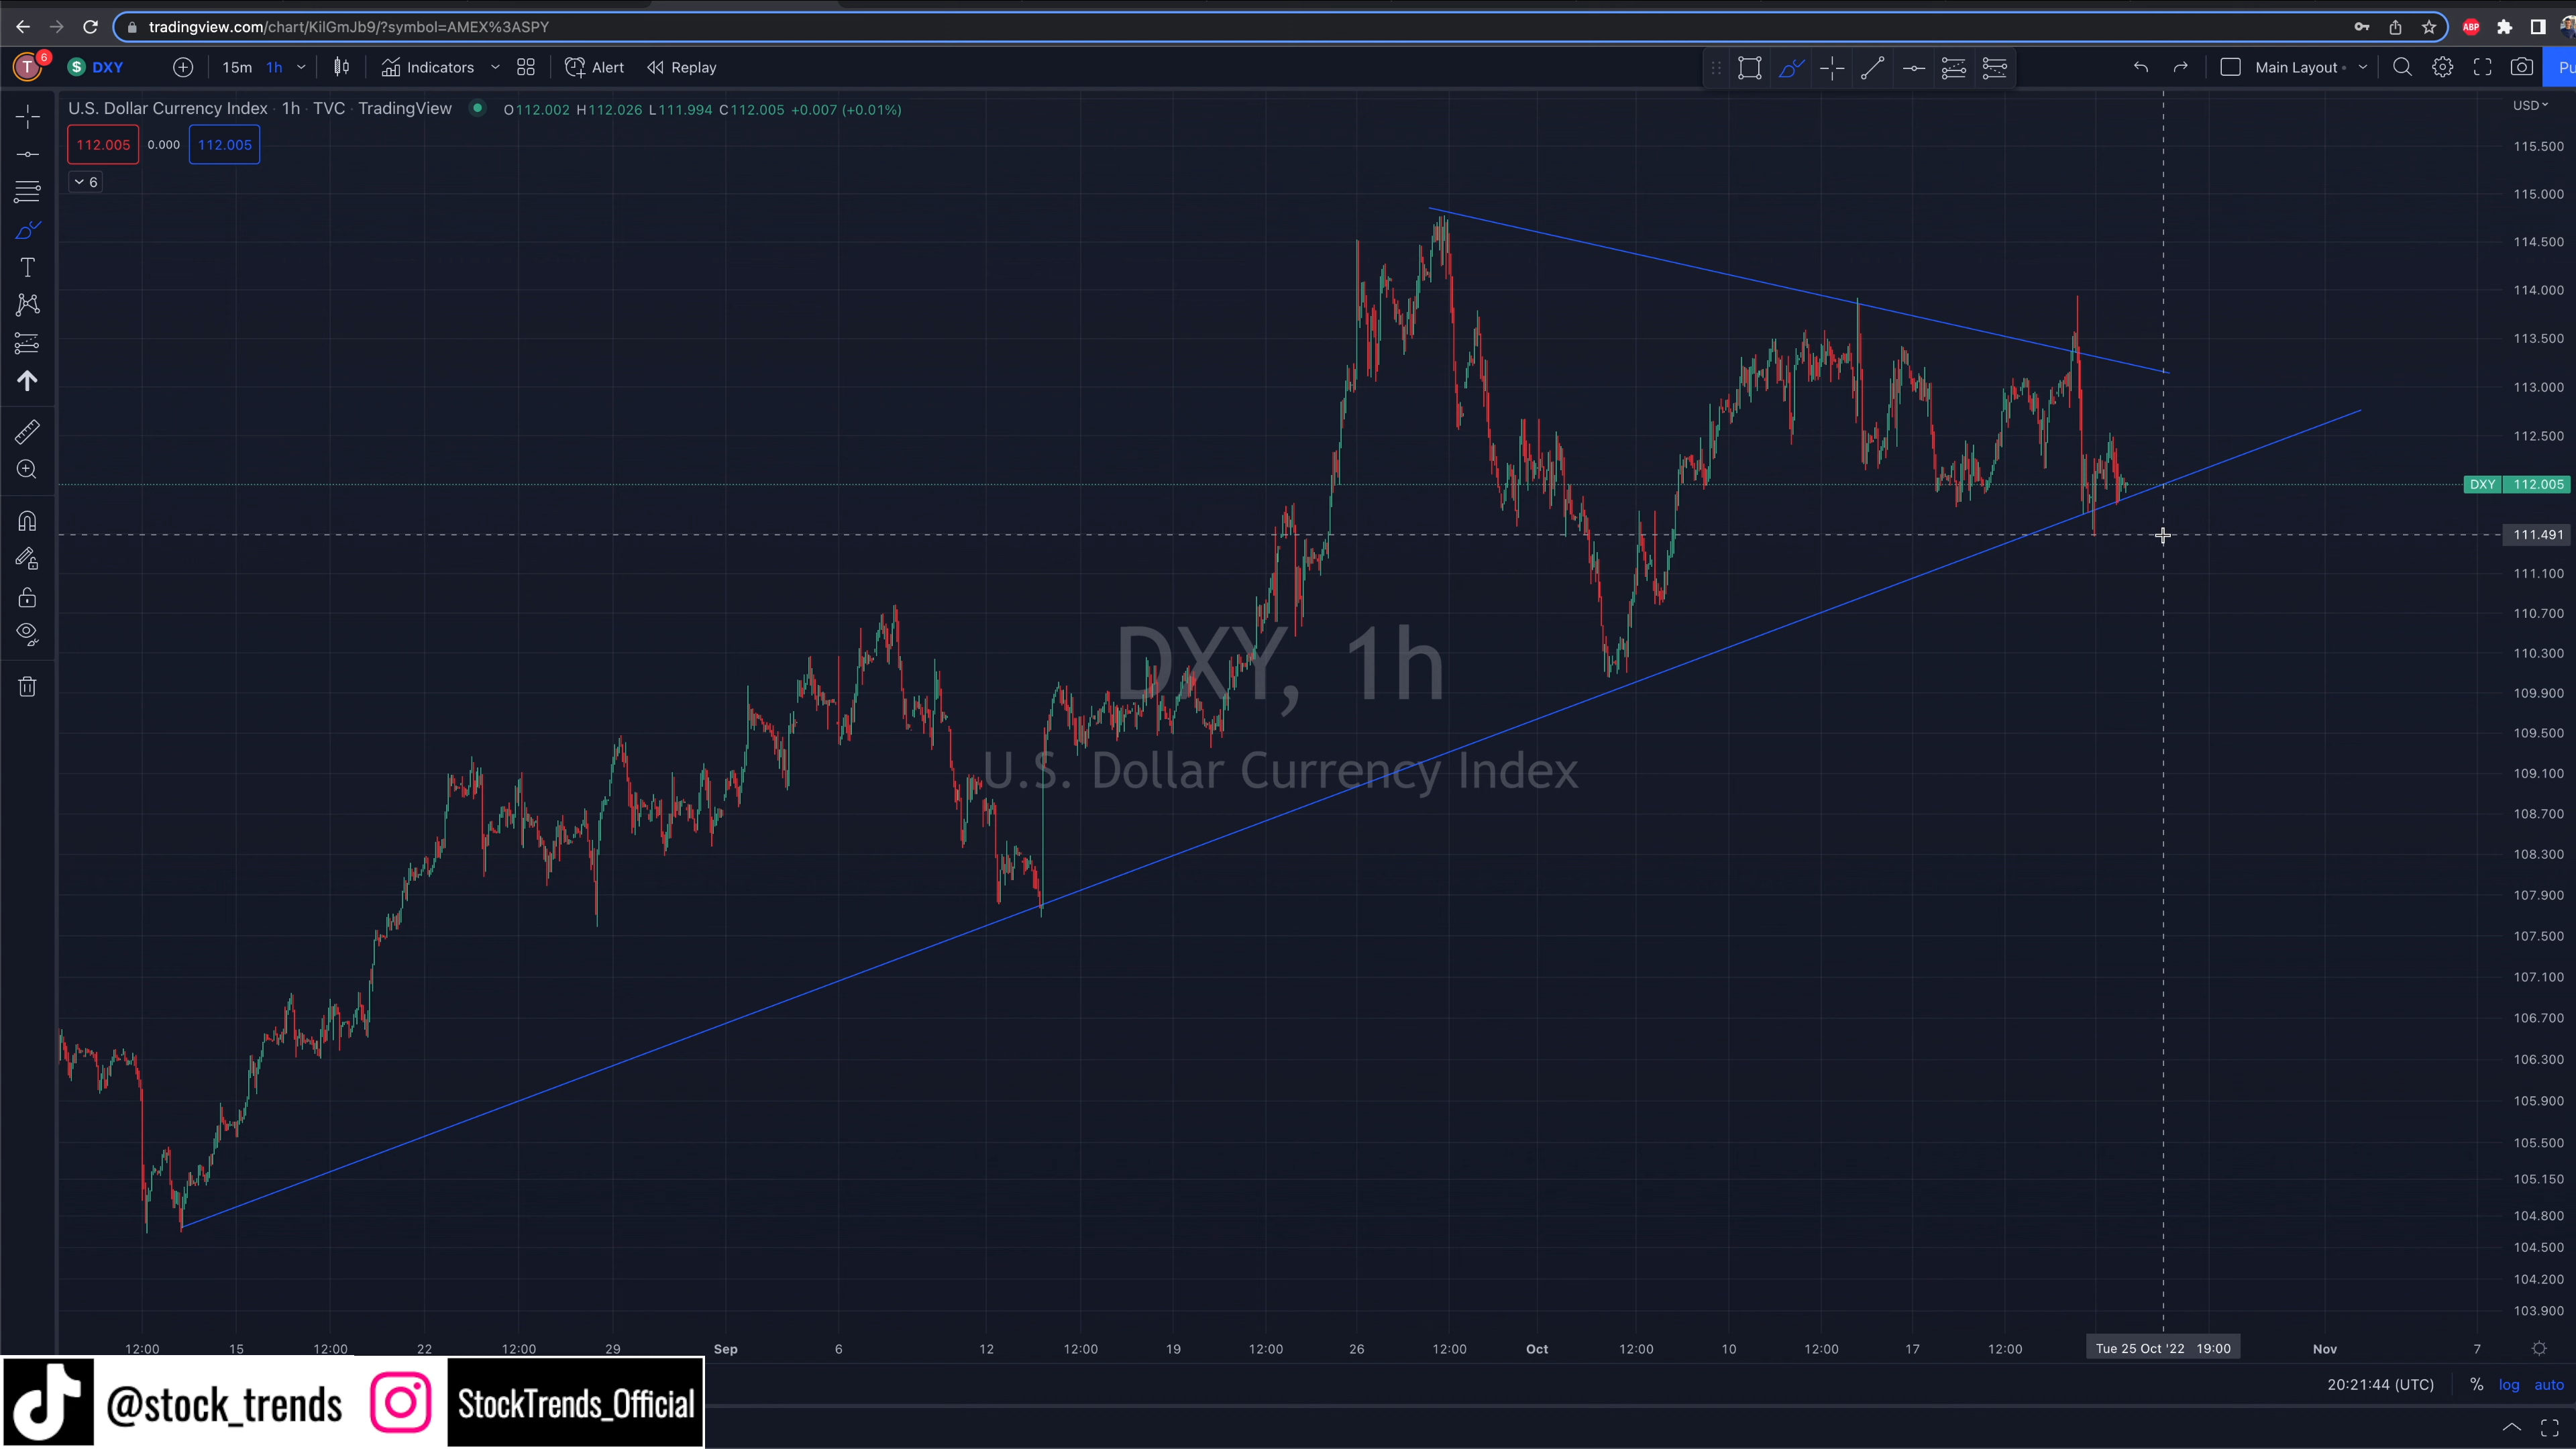 tradingview.com/chart/KilGmJb9/?symbol=AMEX%3ASPY
ABP
T 6 $ DXY 15m 1h Indicators Alert Replay Main Layout Pu
U.S. Dollar Currency Index · 1h · TVC · TradingView O112.002 H112.026 L111.994 C112.005 +0.007 (+0.01%)
112.005 0.000 112.005
6
USD
115.500
115.000
114.500
114.000
113.500
113.000
112.500
DXY 112.005
111.491
111.100
110.700
110.300
109.900
109.500
109.100
108.700
108.300
107.900
107.500
107.100
106.700
106.300
105.900
105.500
105.150
104.800
104.500
104.200
103.900
DXY, 1h
U.S. Dollar Currency Index
12:00 15 12:00 22 12:00 29 Sep 6 12 12:00 19 12:00 26 12:00 Oct 12:00 10 12:00 17 12:00 Tue 25 Oct '22 19:00 Nov 7
20:21:44 (UTC) % log auto
@stock_trends StockTrends_Official